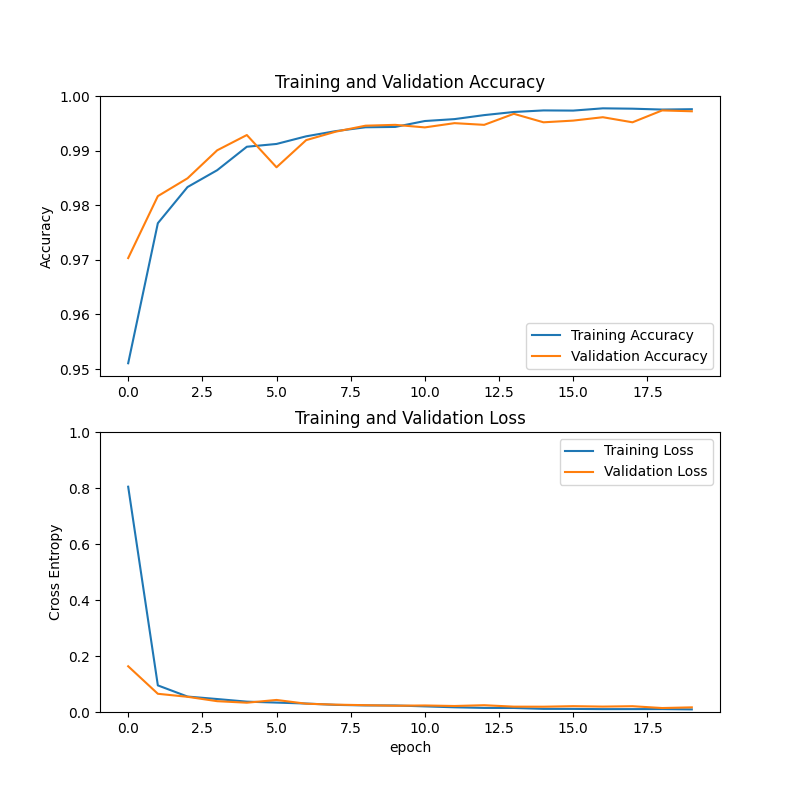 Training and Validation Accuracy
1.00
0.99
0.98
0.97
0.96
0.95
Accuracy
Training Accuracy
Validation Accuracy
0.0 2.5 5.0 7.5 10.0 12.5 15.0 17.5
Training and Validation Loss
1.0
0.8
0.6
0.4
0.2
0.0
Cross Entropy
Training Loss
Validation Loss
0.0 2.5 5.0 7.5 10.0 12.5 15.0 17.5
epoch